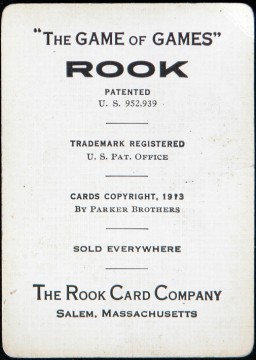 "The Game of Games"
ROOK
PATENTED
U. S. 952,939
TRADEMARK REGISTERED
U. S. Pat. Office
CARDS COPYRIGHT, 1913
By Parker Brothers
SOLD EVERYWHERE
The Rook Card Company
Salem, Massachusetts